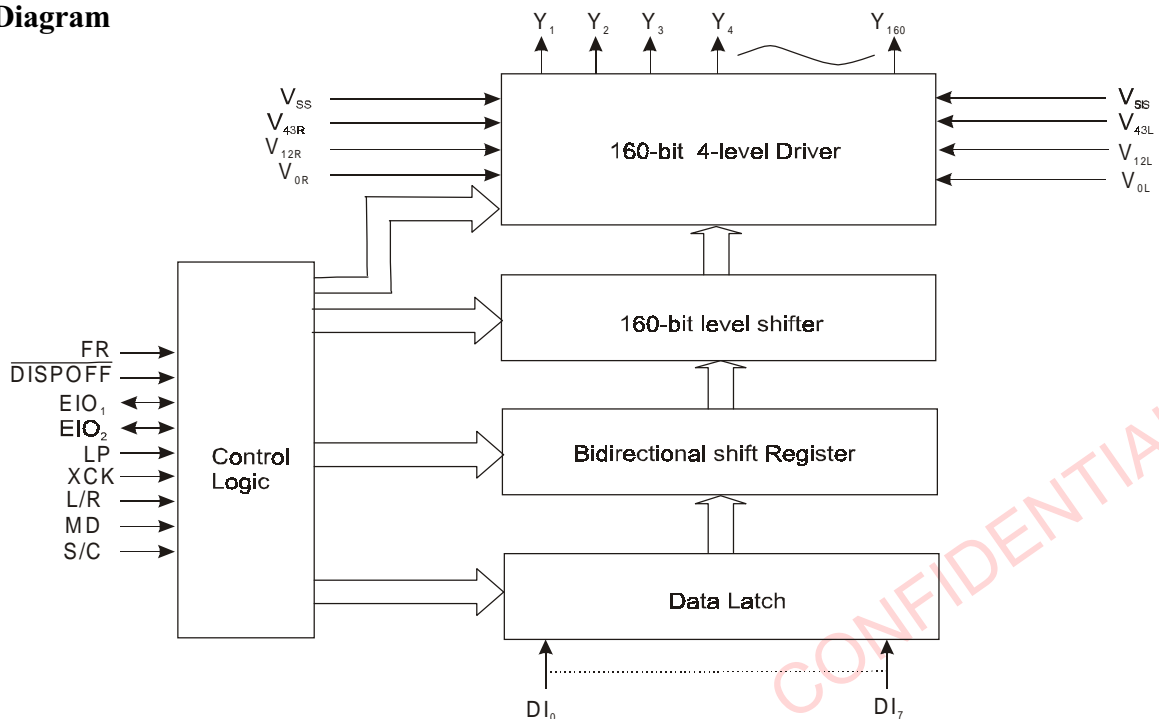 Diagram
Y1 Y2 Y3 Y4 Y160
VSS
V43R
V12R
V0R
160-bit 4-level Driver
V43L
V12L
V0L
160-bit level shifter
FR
DISPOFF
EIO1
EIO2
LP
XCK
L/R
MD
S/C
Control
Logic
Bidirectional shift Register
Data Latch
DI0 DI7
CONFIDENTIAL